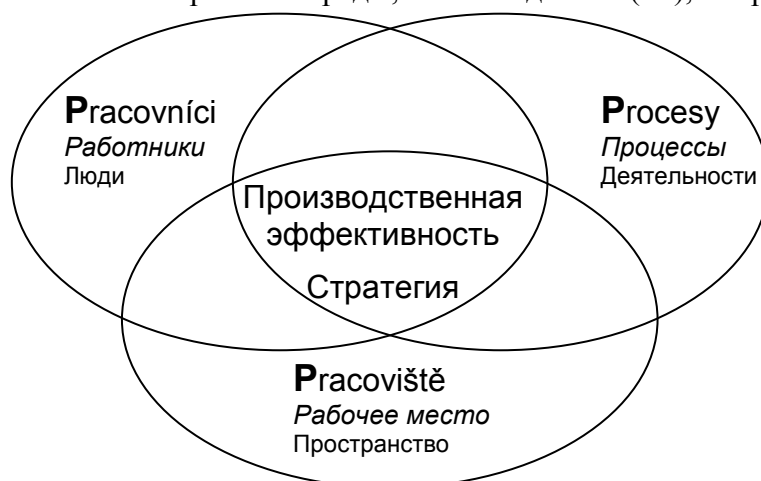 Pracovníci
Работники
Люди
Procesy
Процессы
Деятельности
Производственная
эффективность
Стратегия
Pracoviště
Рабочее место
Пространство